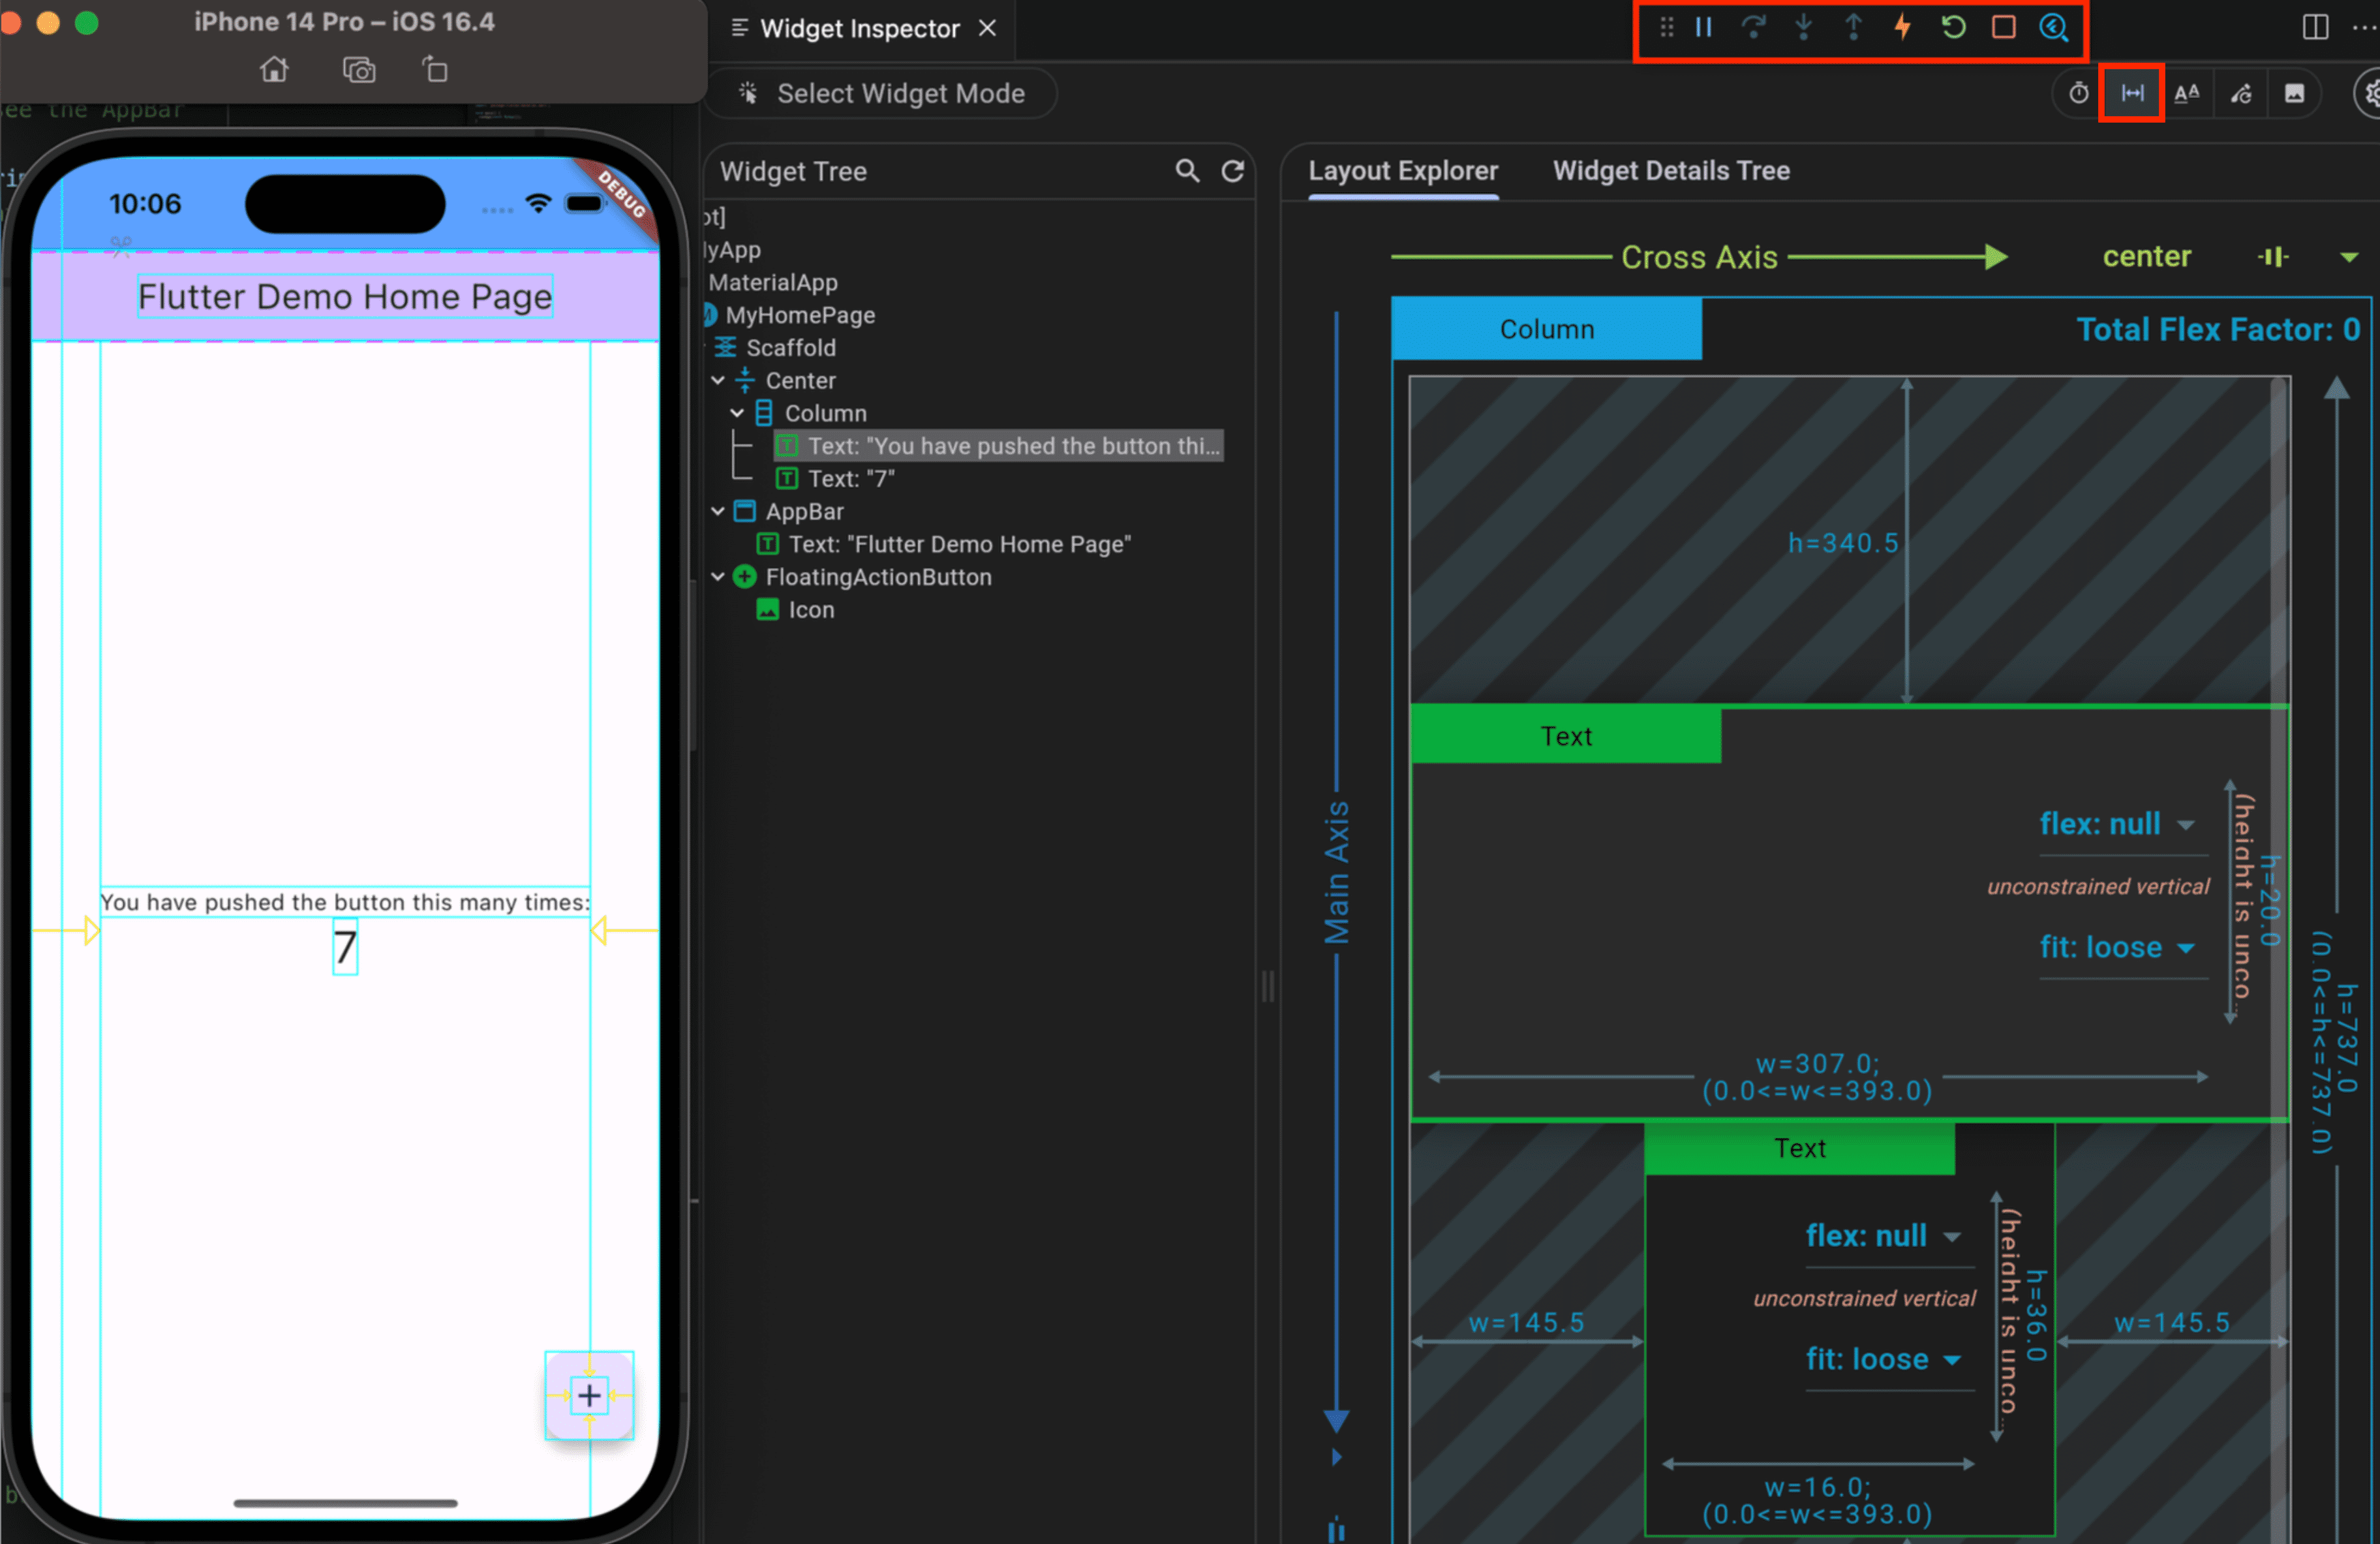 iPhone 14 Pro – iOS 16.4
Widget Inspector
Select Widget Mode
see the AppBar
10:06
DEBUG
Flutter Demo Home Page
You have pushed the button this many times:
7
Widget Tree
MaterialApp
MyHomePage
Scaffold
Center
Column
Text: "You have pushed the button thi...
Text: "7"
AppBar
Text: "Flutter Demo Home Page"
FloatingActionButton
Icon
Layout Explorer
Widget Details Tree
Cross Axis
center
Main Axis
Column
Total Flex Factor: 0
h=340.5
Text
flex: null
unconstrained vertical
fit: loose
(height is unco...
h=20.0
w=307.0;
(0.0<=w<=393.0)
h=737.0
(0.0<=h<=737.0)
Text
flex: null
unconstrained vertical
fit: loose
(height is unco...
h=36.0
w=145.5
w=145.5
w=16.0;
(0.0<=w<=393.0)